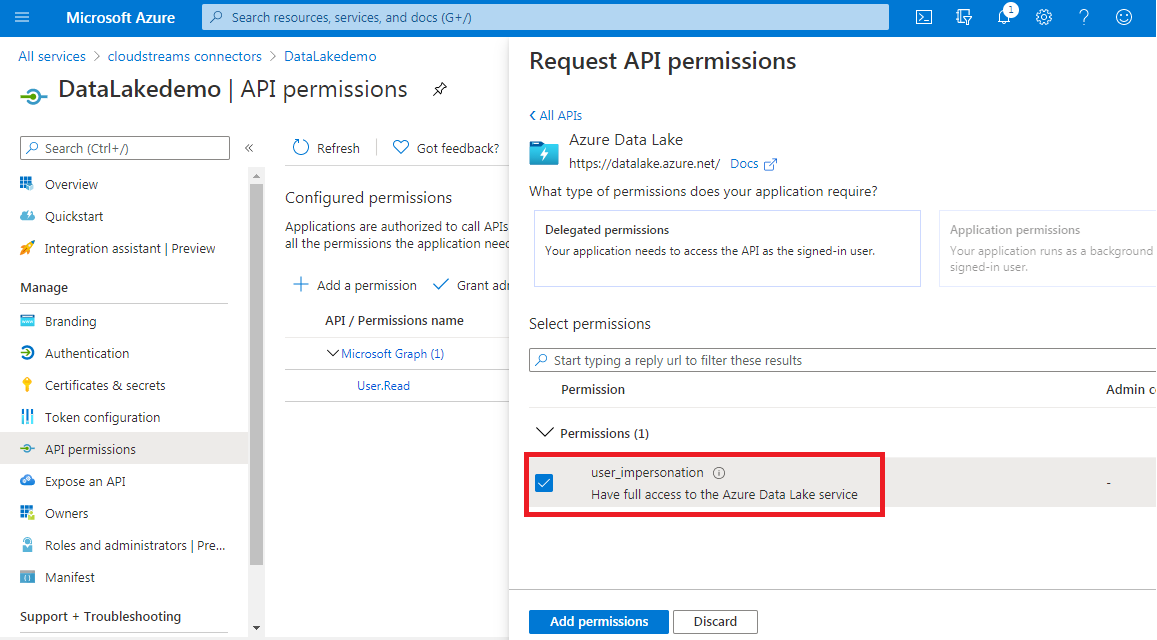 Microsoft Azure
Search resources, services, and docs (G+/)
1
All services > cloudstreams connectors > DataLakedemo
DataLakedemo | API permissions
Search (Ctrl+/)
«
Overview
Quickstart
Integration assistant | Preview
Manage
Branding
Authentication
Certificates & secrets
Token configuration
API permissions
Expose an API
Owners
Roles and administrators | Pre...
Manifest
Support + Troubleshooting
Refresh
Got feedback?
Configured permissions
Applications are authorized to call APIs
all the permissions the application need
Add a permission
Grant adr
API / Permissions name
Microsoft Graph (1)
User.Read
Request API permissions
All APIs
Azure Data Lake
https://datalake.azure.net/ Docs
What type of permissions does your application require?
Delegated permissions
Your application needs to access the API as the signed-in user.
Application permissions
Your application runs as a background
signed-in user.
Select permissions
Start typing a reply url to filter these results
Permission
Admin c
Permissions (1)
user_impersonation
Have full access to the Azure Data Lake service
-
Add permissions
Discard